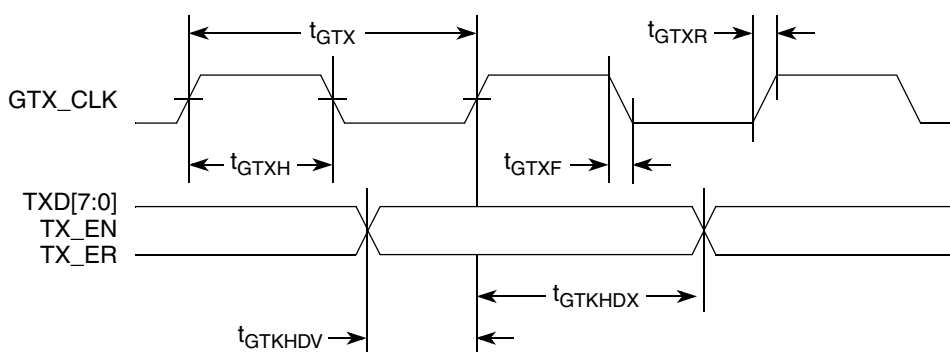 tGTX
tGTXR
GTX_CLK
tGTXH
tGTXF
TXD[7:0]
TX_EN
TX_ER
tGTKHDX
tGTKHDV